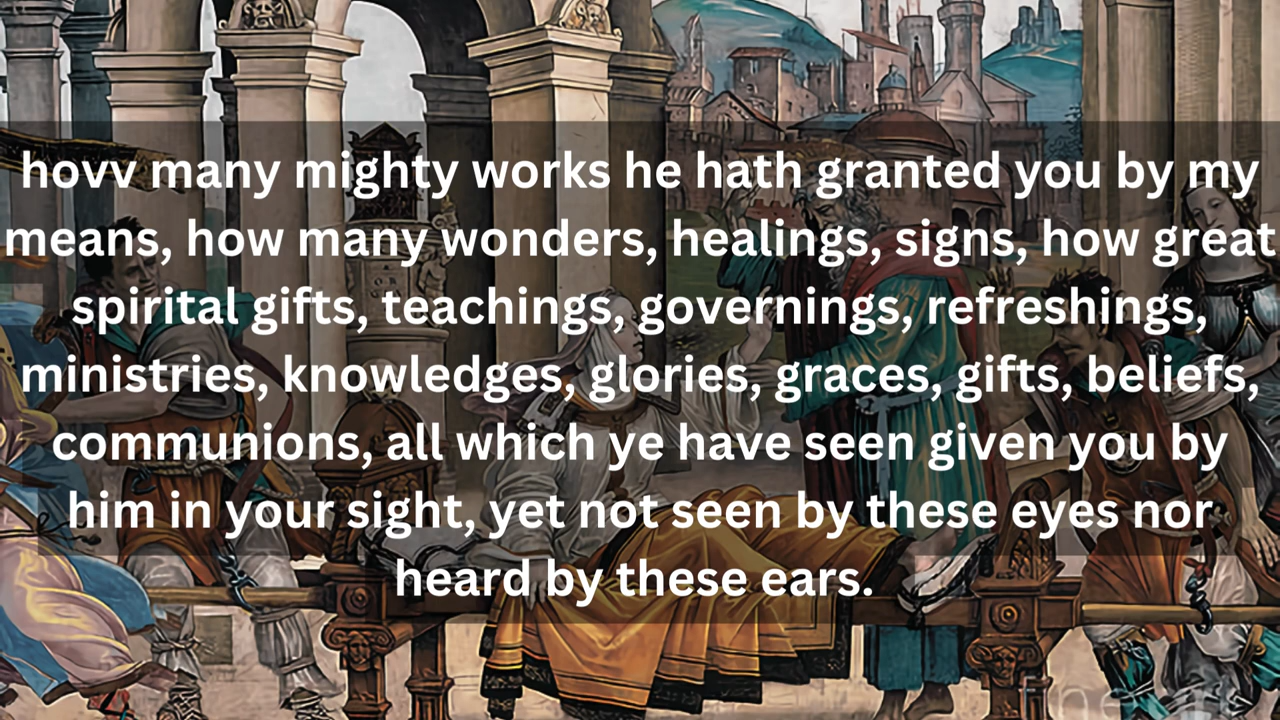 hovv many mighty works he hath granted you by my
means, how many wonders, healings, signs, how great
spirital gifts, teachings, governings, refreshings,
ministries, knowledges, glories, graces, gifts, beliefs,
communions, all which ye have seen given you by
him in your sight, yet not seen by these eyes nor
heard by these ears.